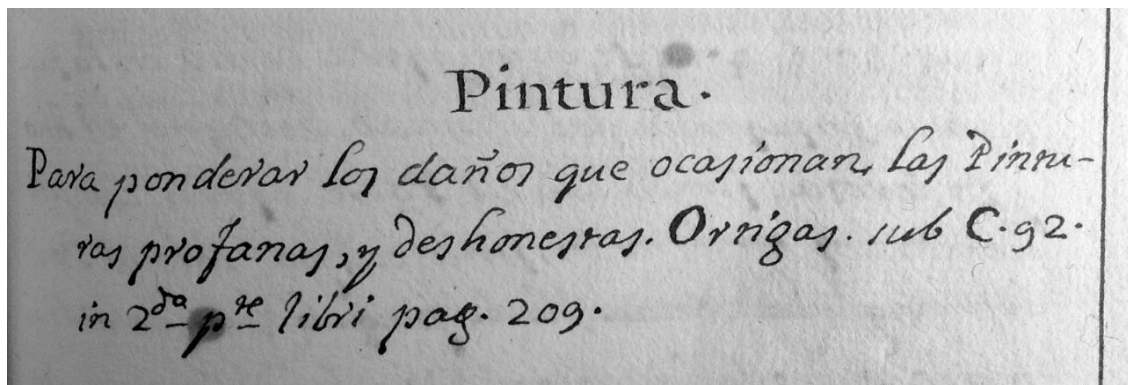 Pintura.
Para ponderar los daños que ocasionan, las Pintu-
ras profanas, y deshonestas. Ortigas. sub C. 92.
in 2da pte libri pag. 209.